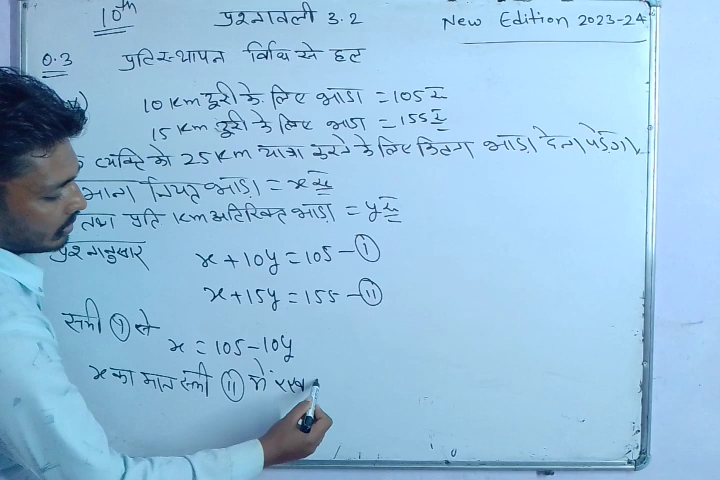 10th प्रश्नावली 3.2 New Edition 2023-24
0.3 प्रतिस्थापन विधि से हल
10 Km दूरी के लिए भाडा = 105 रु
15 Km दूरी के लिए भाडा = 155 रु
व्यक्ति को 25 Km यात्रा करने के लिए कितना भाडा देना पडेगा
माना नियत भाडा = x रु
तथा प्रति Km अतिरिक्त भाडा = y रु
प्रश्नानुसार x + 10y = 105 - (i)
x + 15y = 155 - (ii)
समी (i) से
x = 105 - 10y
x का मान समी (ii) में